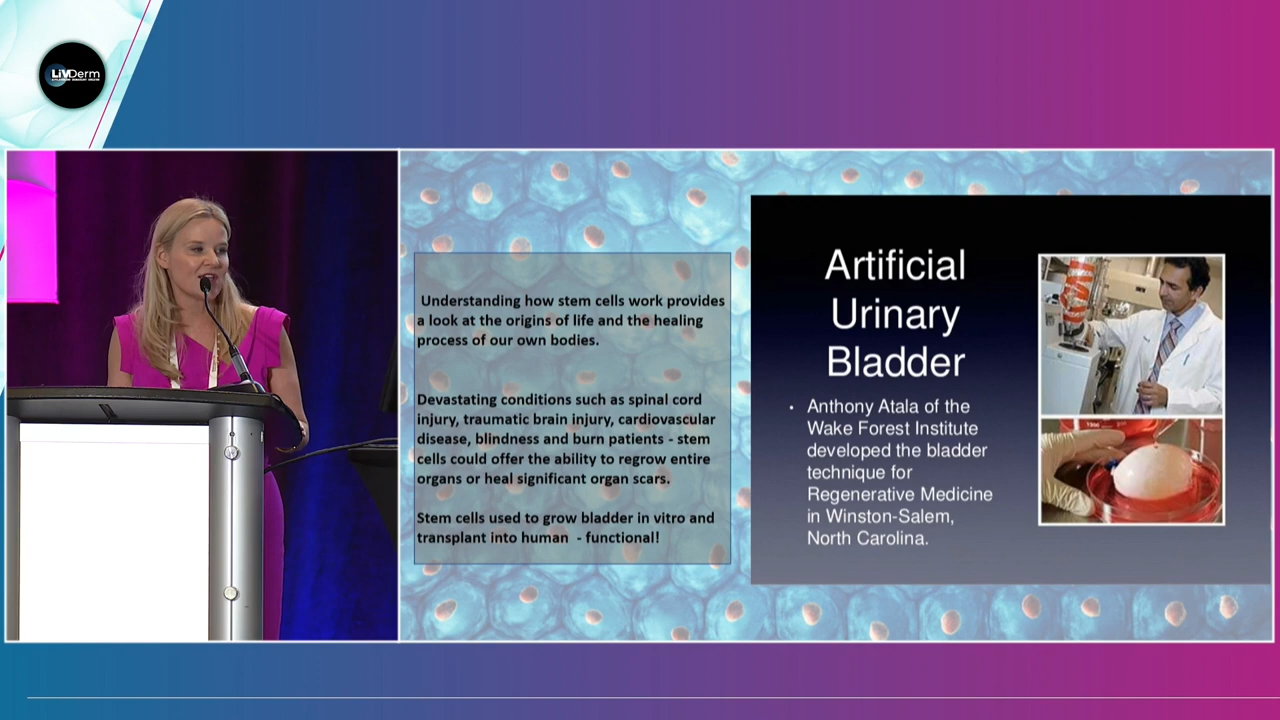 LiVDerm
Understanding how stem cells work provides
a look at the origins of life and the healing
process of our own bodies.
Devastating conditions such as spinal cord
injury, traumatic brain injury, cardiovascular
disease, blindness and burn patients - stem
cells could offer the ability to regrow entire
organs or heal significant organ scars.
Stem cells used to grow bladder in vitro and
transplant into human - functional!
Artificial
Urinary
Bladder
• Anthony Atala of the
Wake Forest Institute
developed the bladder
technique for
Regenerative Medicine
in Winston-Salem,
North Carolina.